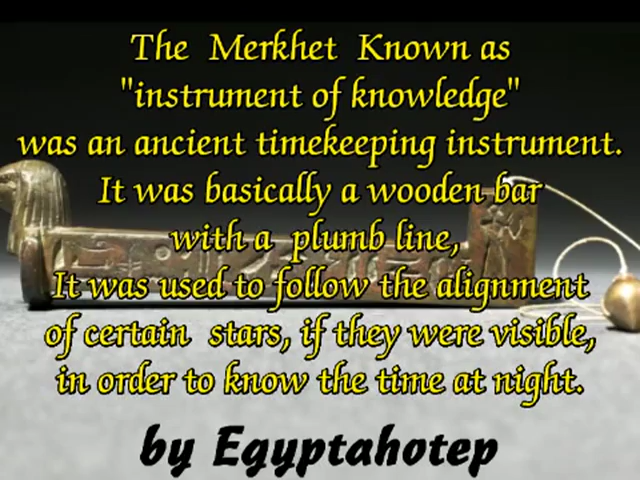 The Merkhet Known as
"instrument of knowledge"
was an ancient timekeeping instrument.
It was basically a wooden bar
with a plumb line,
It was used to follow the alignment
of certain stars, if they were visible,
in order to know the time at night.
by Egyptahotep